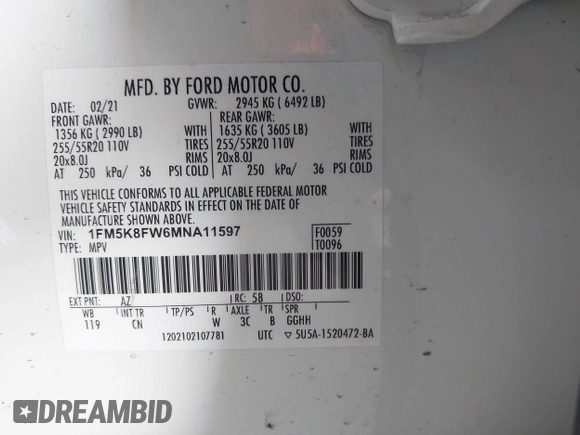 MFD. BY FORD MOTOR CO.
DATE: 02/21 GVWR: 2945 KG ( 6492 LB)
FRONT GAWR: REAR GAWR:
1356 KG ( 2990 LB) WITH 1635 KG ( 3605 LB) WITH
255/55R20 110V TIRES 255/55R20 110V TIRES
20x8.0J RIMS 20x8.0J RIMS
AT 250 kPa/ 36 PSI COLD AT 250 kPa/ 36 PSI COLD
THIS VEHICLE CONFORMS TO ALL APPLICABLE FEDERAL MOTOR
VEHICLE SAFETY STANDARDS IN EFFECT ON THE DATE OF
MANUFACTURE SHOWN ABOVE.
VIN: 1FM5K8FW6MNA11597 F0059
TYPE: MPV T0096
EXT PNT: AZ RC: 58 DSO:
WB INT TR TP/PS R AXLE TR SPR
119 CN W 3C B GGHH
1202102107781 UTC ▽ 5U5A-1520472-BA
DREAMBID